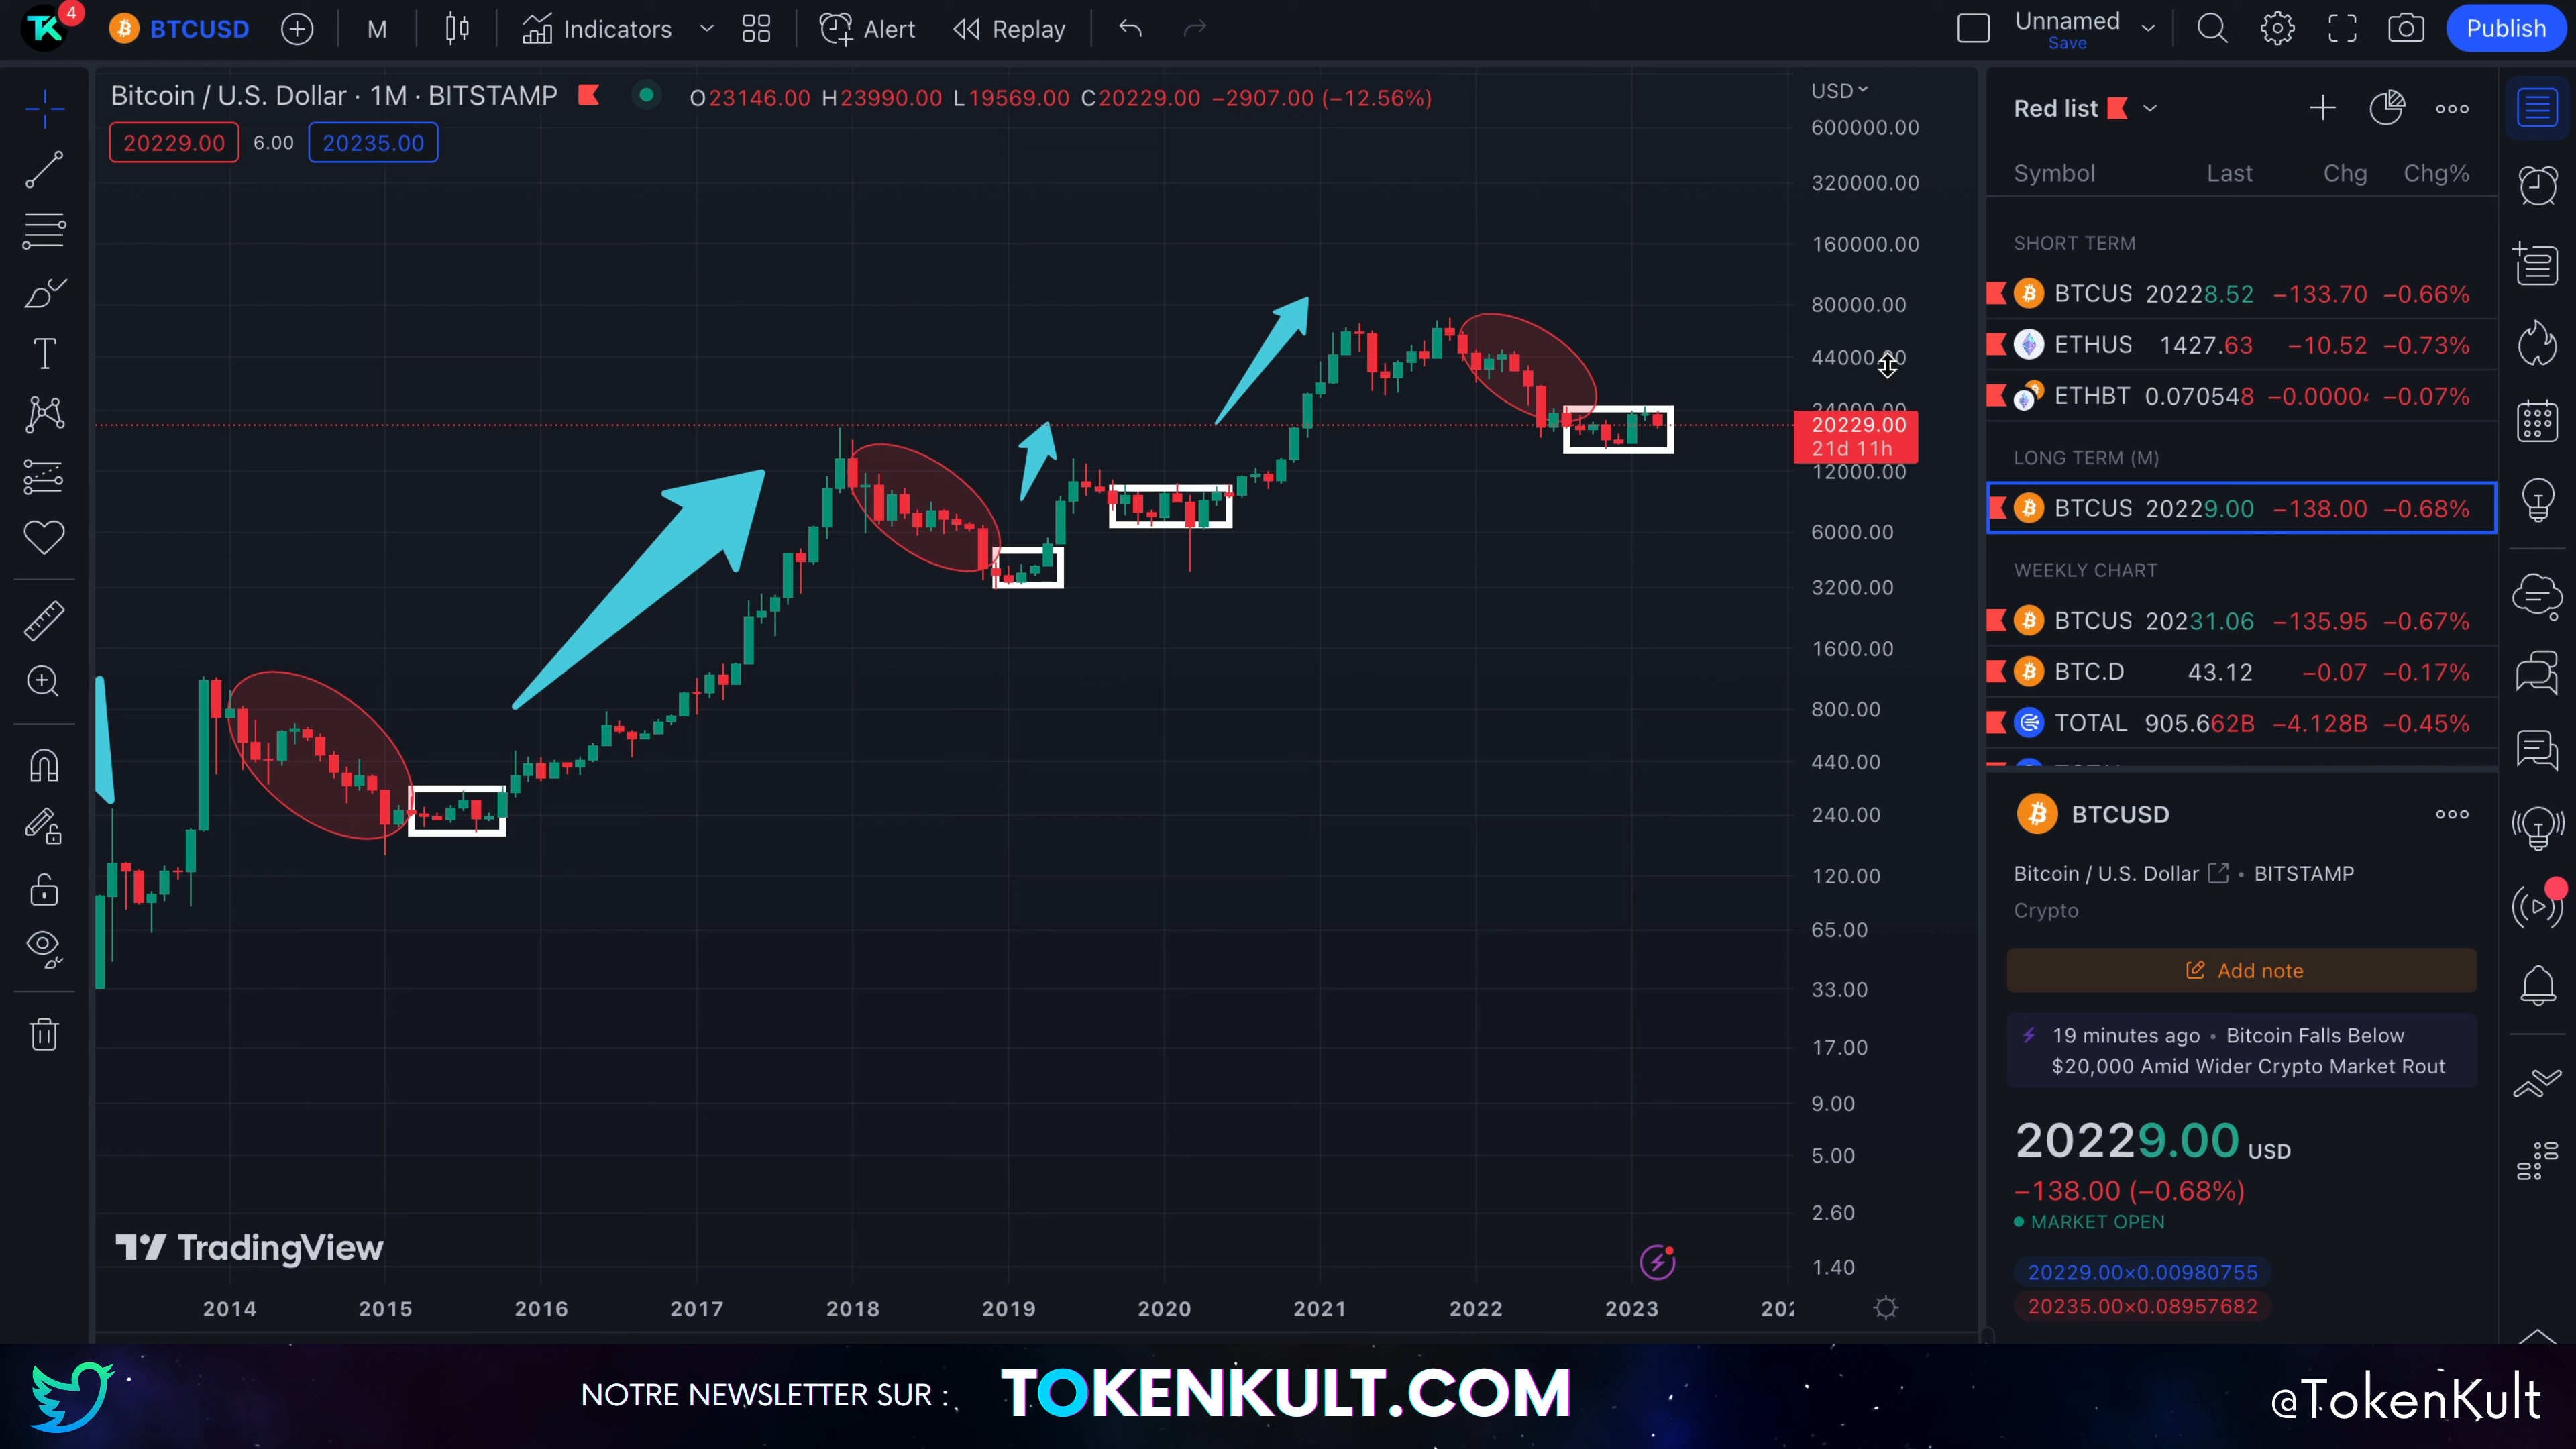 TK 4 BTCUSD M Indicators Alert Replay Unnamed Save Publish
Bitcoin / U.S. Dollar · 1M · BITSTAMP O23146.00 H23990.00 L19569.00 C20229.00 −2907.00 (−12.56%)
20229.00 6.00 20235.00
USD
600000.00
320000.00
160000.00
80000.00
44000.00
24000.00
20229.00
21d 11h
12000.00
6000.00
3200.00
1600.00
800.00
440.00
240.00
120.00
65.00
33.00
17.00
9.00
5.00
2.60
1.40
TradingView
2014 2015 2016 2017 2018 2019 2020 2021 2022 2023
Red list
Symbol Last Chg Chg%
SHORT TERM
BTCUS 20228.52 −133.70 −0.66%
ETHUS 1427.63 −10.52 −0.73%
ETHBT 0.070548 −0.0000 −0.07%
LONG TERM (M)
BTCUS 20229.00 −138.00 −0.68%
WEEKLY CHART
BTCUS 20231.06 −135.95 −0.67%
BTC.D 43.12 −0.07 −0.17%
TOTAL 905.662B −4.128B −0.45%
BTCUSD
Bitcoin / U.S. Dollar • BITSTAMP
Crypto
Add note
19 minutes ago • Bitcoin Falls Below
$20,000 Amid Wider Crypto Market Rout
20229.00 USD
−138.00 (−0.68%)
MARKET OPEN
20229.00×0.00980755
20235.00×0.08957682
NOTRE NEWSLETTER SUR : TOKENKULT.COM @TokenKult